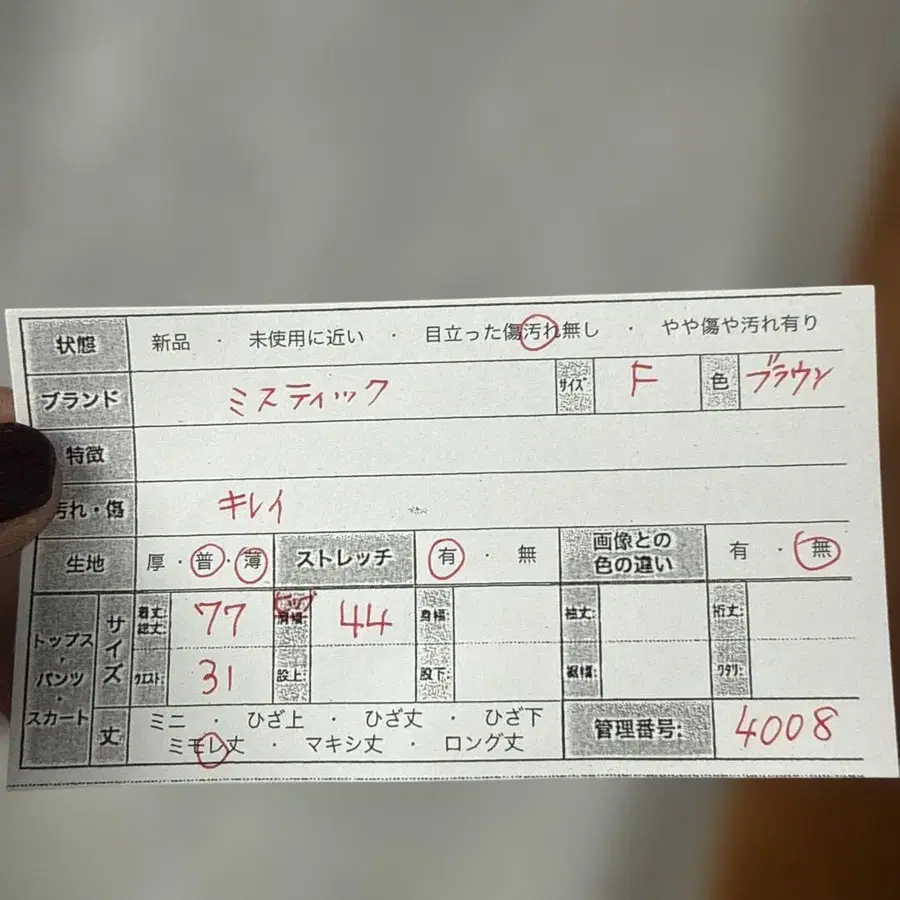 状態 新品 ・ 未使用に近い ・ 目立った傷汚れ無し ・ やや傷や汚れ有り
ブランド ミスティック サイズ F 色 ブラウン
特徴
汚れ・傷 キレイ
生地 厚・普・薄 ストレッチ 有 ・ 無 画像との色の違い 有 ・ 無
トップス・パンツ・スカート サイズ 着丈: 総丈: 77 肩幅: 44 身幅: 袖丈: 裄丈:
ウエスト: 31 股上: 股下: 裾幅: ワタリ:
丈 ミニ ・ ひざ上 ・ ひざ丈 ・ ひざ下
ミモレ丈 ・ マキシ丈 ・ ロング丈
管理番号: 4008